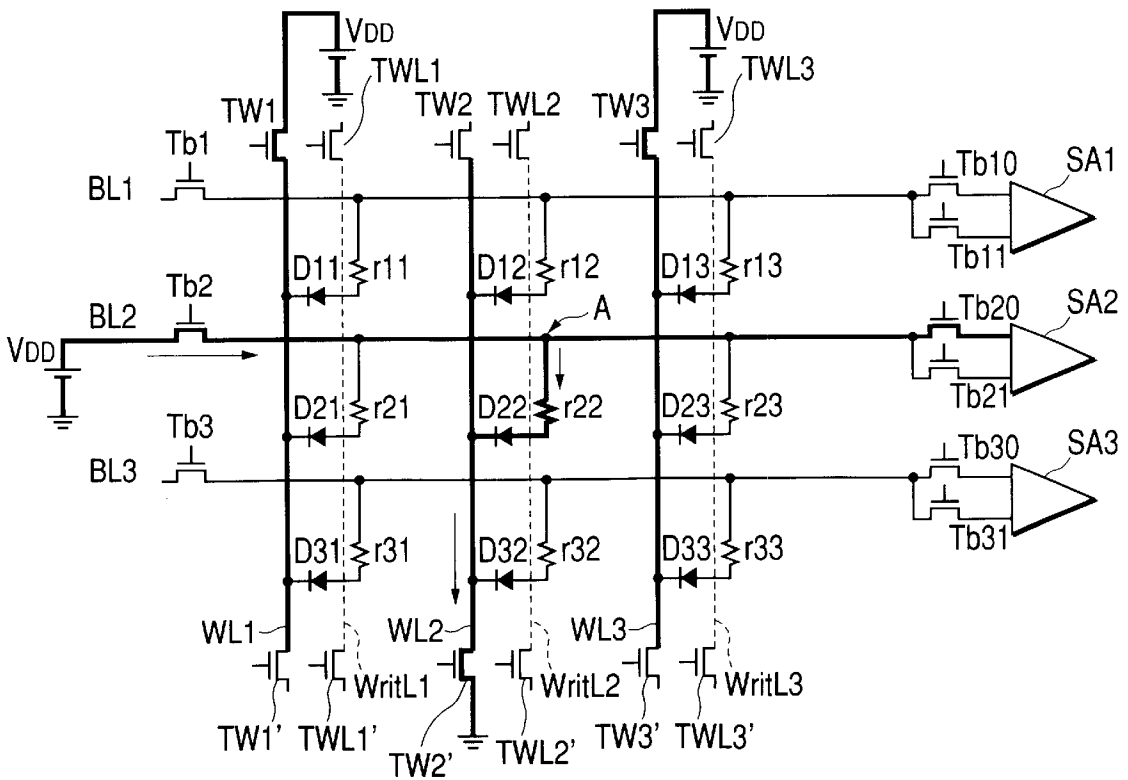 VDD
VDD
TWL1
TWL3
TW1
TW2
TWL2
TW3
Tb1
Tb10
SA1
BL1
Tb11
D11
r11
D12
r12
D13
r13
Tb2
A
Tb20
SA2
BL2
VDD
Tb21
D21
r21
D22
r22
D23
r23
Tb3
Tb30
SA3
BL3
Tb31
D31
r31
D32
r32
D33
r33
WL1
WL2
WL3
WritL1
WritL2
WritL3
TW1'
TWL1'
TW2'
TWL2'
TW3'
TWL3'